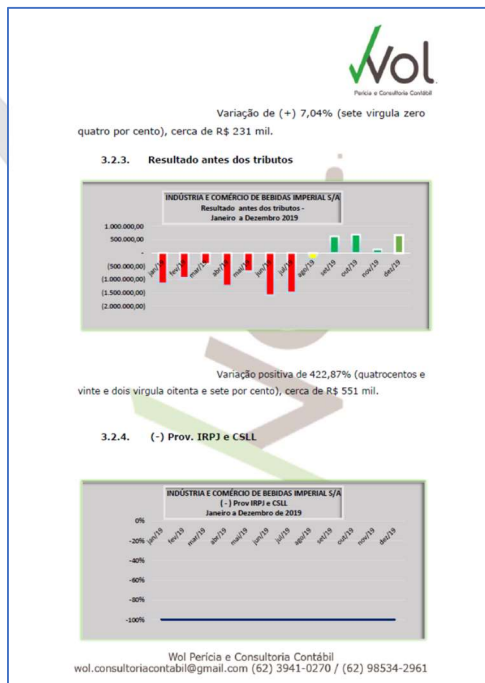 Wol
Perícia e Consultoria Contábil
Variação de (+) 7,04% (sete virgula zero
quatro por cento), cerca de R$ 231 mil.
3.2.3. Resultado antes dos tributos
INDÚSTRIA E COMÉRCIO DE BEBIDAS IMPERIAL S/A
Resultado antes dos tributos -
Janeiro a Dezembro 2019
1.000.000,00
500.000,00
-
(500.000,00)
(1.000.000,00)
(1.500.000,00)
(2.000.000,00)
jan/19 fev/19 mar/19 abr/19 mai/19 jun/19 jul/19 ago/19 set/19 out/19 nov/19 dez/19
Variação positiva de 422,87% (quatrocentos e
vinte e dois virgula oitenta e sete por cento), cerca de R$ 551 mil.
3.2.4. (-) Prov. IRPJ e CSLL
INDÚSTRIA E COMÉRCIO DE BEBIDAS IMPERIAL S/A
( - ) Prov IRPJ e CSLL
Janeiro a Dezembro de 2019
0%
-20%
-40%
-60%
-80%
-100%
jan/19 fev/19 mar/19 abr/19 mai/19 jun/19 jul/19 ago/19 set/19 out/19 nov/19 dez/19
Wol Perícia e Consultoria Contábil
wol.consultoriacontabil@gmail.com (62) 3941-0270 / (62) 98534-2961